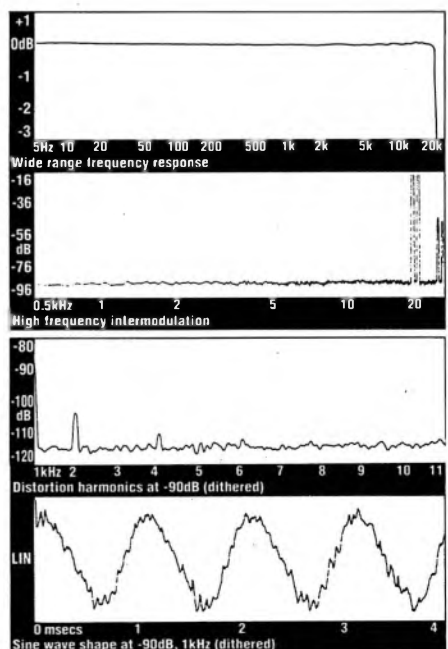 +1
0dB
-1
-2
-3
5Hz 10 20 50 100 200 500 1k 2k 5k 10k 20k
Wide range frequency response
-16
-36
-56
dB
-76
-96
0.5kHz 1 2 5 10 20
High frequency intermodulation
-80
-90
-100
dB
-110
-120
1kHz 2 3 4 5 6 7 8 9 10 11
Distortion harmonics at -90dB (dithered)
LIN
0 msecs 1 2 3 4
Sine wave shape at -90dB, 1kHz (dithered)